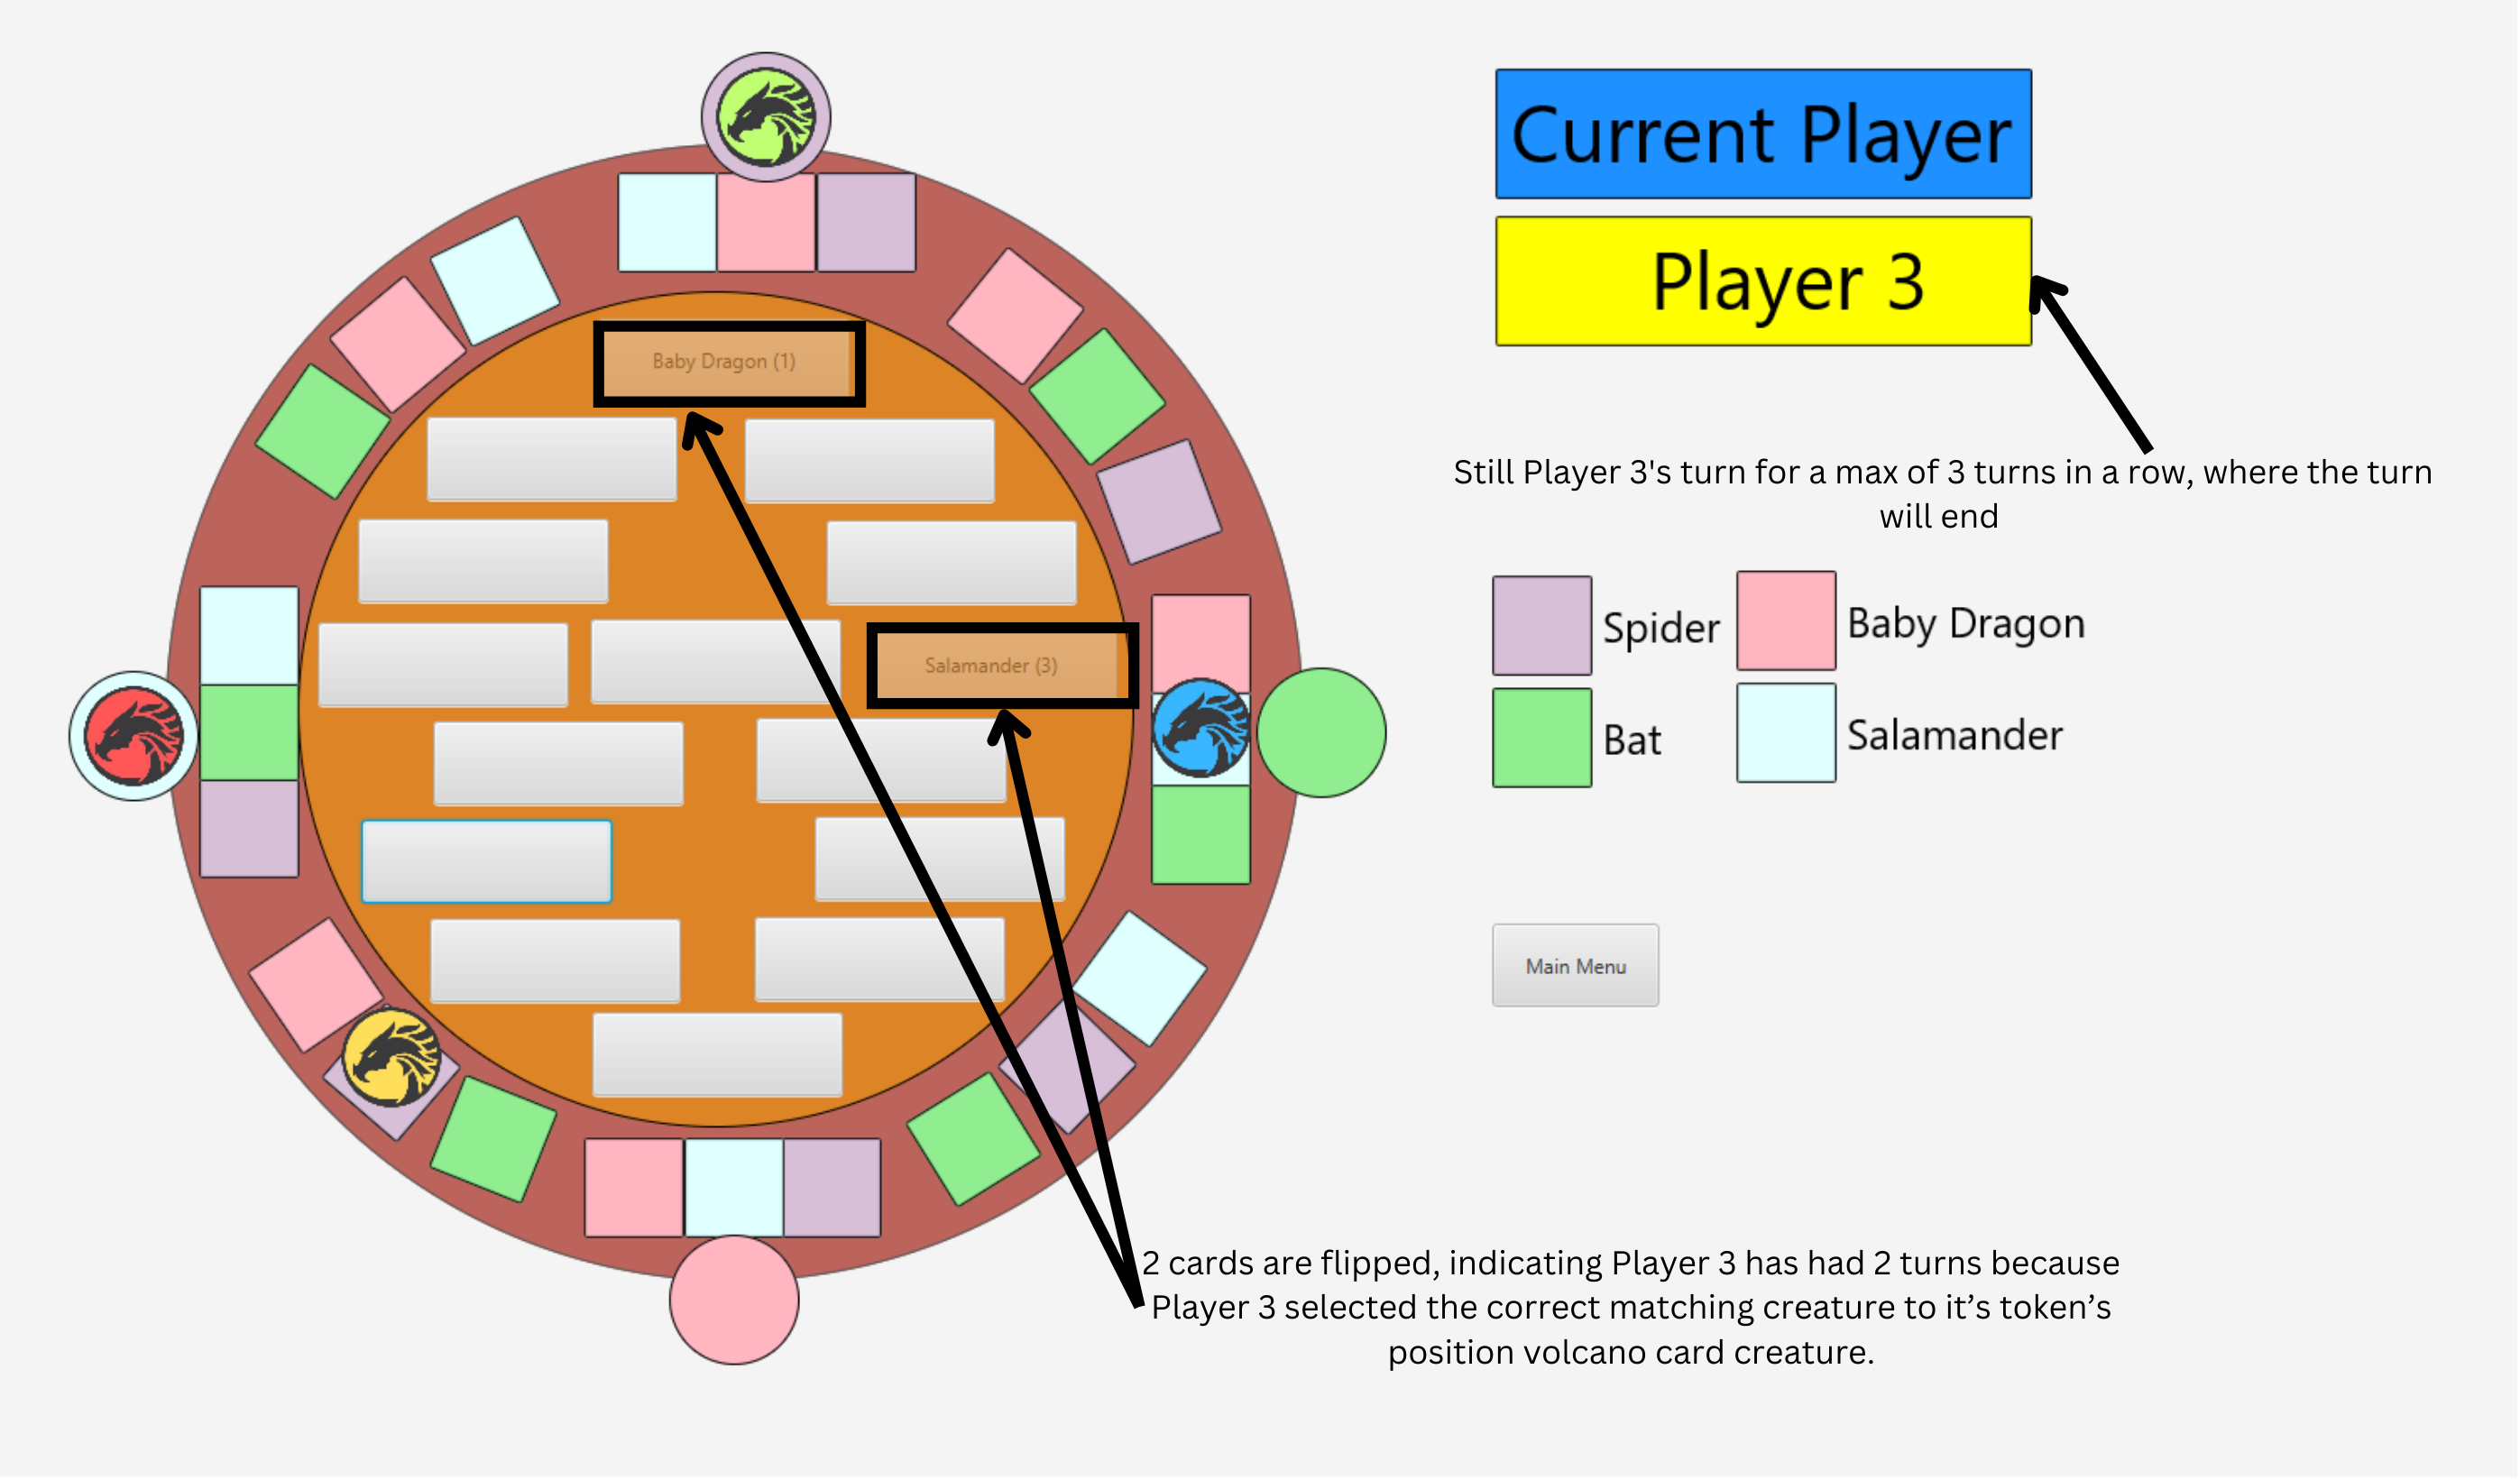 Current Player
Player 3
Baby Dragon (1)
Still Player 3's turn for a max of 3 turns in a row, where the turn
will end
Spider
Baby Dragon
Salamander (3)
Bat
Salamander
Main Menu
2 cards are flipped, indicating Player 3 has had 2 turns because
Player 3 selected the correct matching creature to it’s token’s
position volcano card creature.